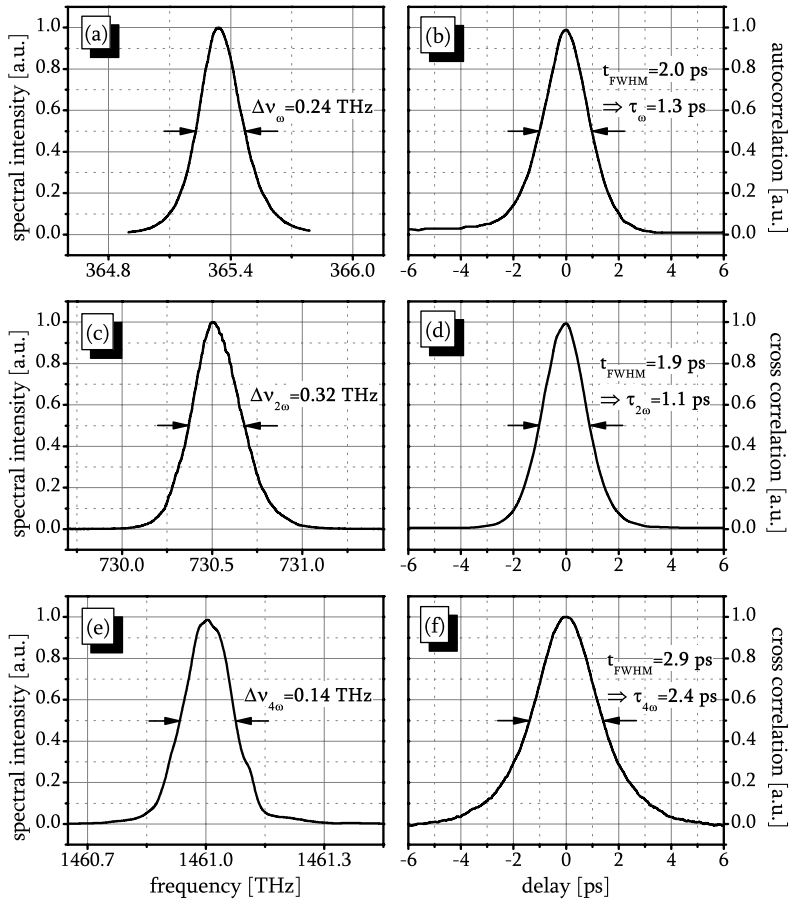 (a)
spectral intensity [a.u.]
1.0
0.8
0.6
0.4
0.2
0.0
Δν_ω=0.24 THz
364.8 365.4 366.0
(b)
t_FWHM=2.0 ps
⇒ τ_ω=1.3 ps
-6 -4 -2 0 2 4 6
1.0
0.8
0.6
0.4
0.2
0.0
autocorrelation [a.u.]
(c)
spectral intensity [a.u.]
1.0
0.8
0.6
0.4
0.2
0.0
Δν_2ω=0.32 THz
730.0 730.5 731.0
(d)
t_FWHM=1.9 ps
⇒ τ_2ω=1.1 ps
-6 -4 -2 0 2 4 6
1.0
0.8
0.6
0.4
0.2
0.0
cross correlation [a.u.]
(e)
spectral intensity [a.u.]
1.0
0.8
0.6
0.4
0.2
0.0
Δν_4ω=0.14 THz
1460.7 1461.0 1461.3
frequency [THz]
(f)
t_FWHM=2.9 ps
⇒ τ_4ω=2.4 ps
-6 -4 -2 0 2 4 6
delay [ps]
1.0
0.8
0.6
0.4
0.2
0.0
cross correlation [a.u.]